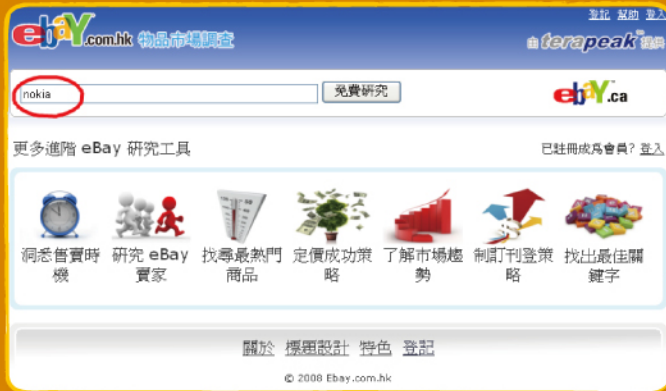 登記 幫助 登入
ebaY.com.hk 物品市場調查
由 terapeak™ 提供
nokia
免費研究
ebaY.ca
更多進階 eBay 研究工具
已註冊成為會員? 登入
洞悉售賣時機
研究 eBay 賣家
找尋最熱門商品
定價成功策略
了解市場趨勢
制訂刊登策略
找出最佳關鍵字
關於 標題設計 特色 登記
© 2008 Ebay.com.hk